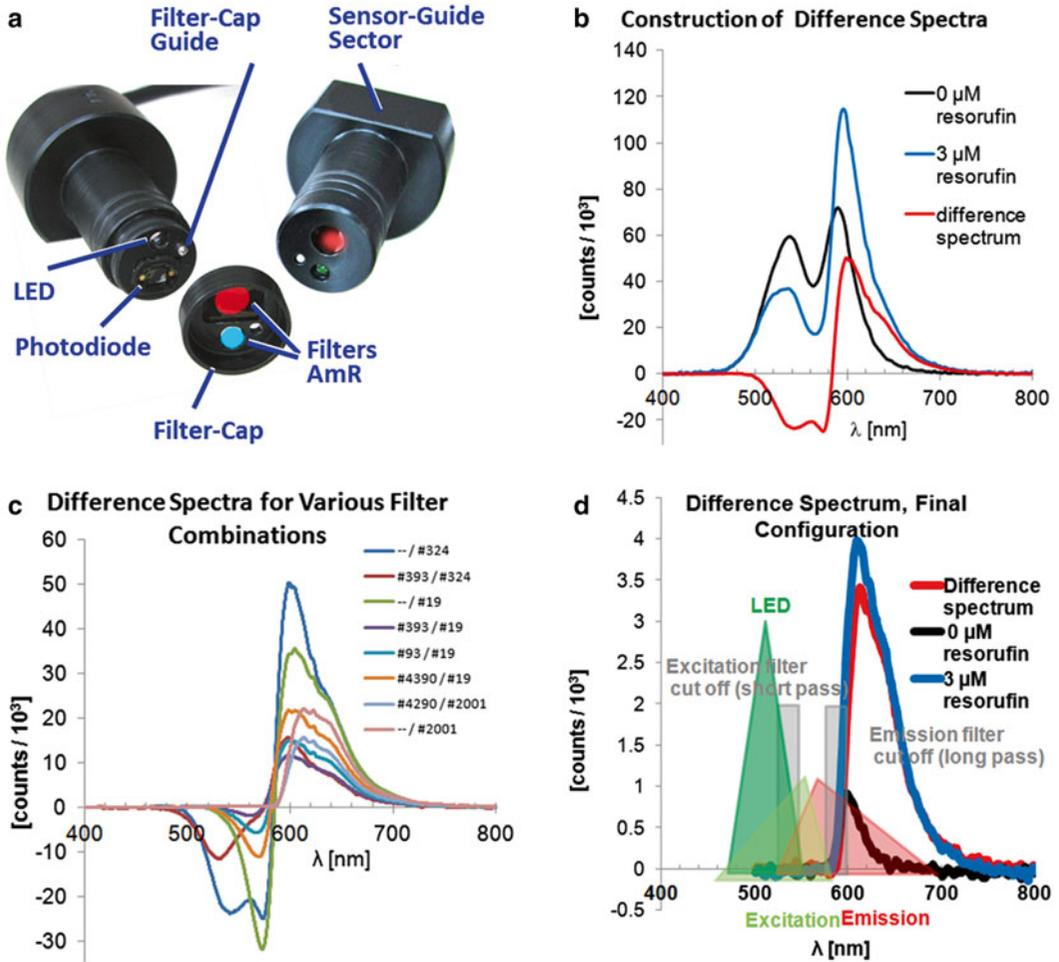 a
Filter-Cap
Guide
Sensor-Guide
Sector
LED
Photodiode
Filters
AmR
Filter-Cap
b
Construction of Difference Spectra
140
120
100
80
60
40
20
0
-20
[counts / 10³]
400
500
600
700
800
λ [nm]
0 µM
resorufin
3 µM
resorufin
difference
spectrum
c
Difference Spectra for Various Filter
Combinations
60
50
40
30
20
10
0
-10
-20
-30
[counts / 10³]
400
500
600
700
800
λ [nm]
-- / #324
#393 / #324
-- / #19
#393 / #19
#93 / #19
#4390 / #19
#4290 / #2001
-- / #2001
d
Difference Spectrum, Final
Configuration
4.5
4
3.5
3
2.5
2
1.5
1
0.5
0
-0.5
[counts / 10³]
400
500
600
700
800
λ [nm]
LED
Excitation filter
cut off (short pass)
Difference
spectrum
0 µM
resorufin
3 µM
resorufin
Emission filter
cut off (long pass)
Excitation
Emission